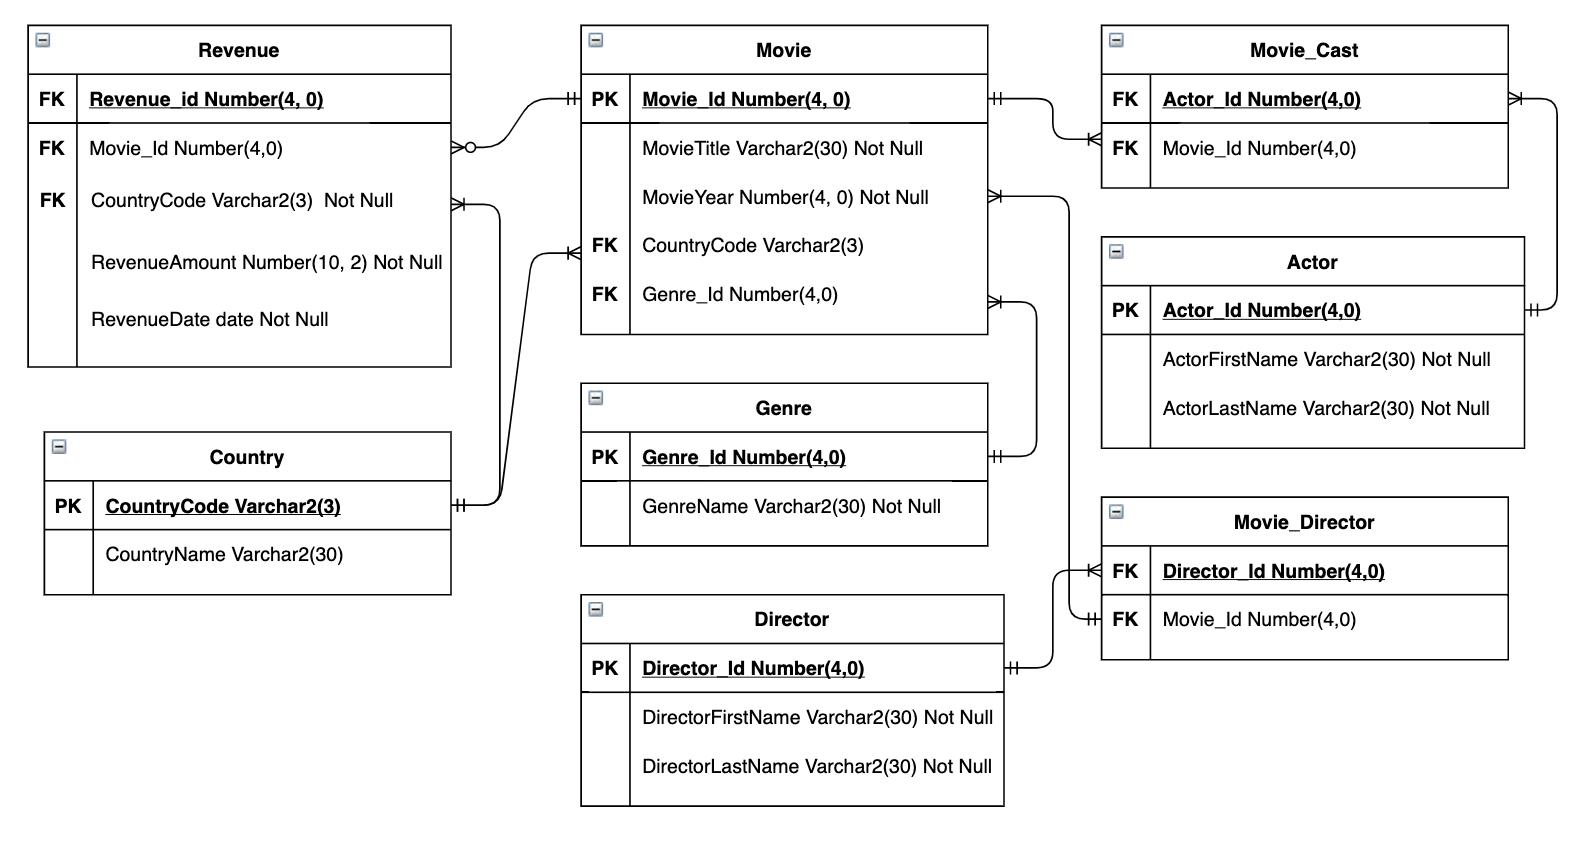 Revenue
FK Revenue_id Number(4, 0)
FK Movie_Id Number(4,0)
FK CountryCode Varchar2(3)  Not Null
RevenueAmount Number(10, 2) Not Null
RevenueDate date Not Null
Country
PK CountryCode Varchar2(3)
CountryName Varchar2(30)
Movie
PK Movie_Id Number(4, 0)
MovieTitle Varchar2(30) Not Null
MovieYear Number(4, 0) Not Null
FK CountryCode Varchar2(3)
FK Genre_Id Number(4,0)
Genre
PK Genre_Id Number(4,0)
GenreName Varchar2(30) Not Null
Director
PK Director_Id Number(4,0)
DirectorFirstName Varchar2(30) Not Null
DirectorLastName Varchar2(30) Not Null
Movie_Cast
FK Actor_Id Number(4,0)
FK Movie_Id Number(4,0)
Actor
PK Actor_Id Number(4,0)
ActorFirstName Varchar2(30) Not Null
ActorLastName Varchar2(30) Not Null
Movie_Director
FK Director_Id Number(4,0)
FK Movie_Id Number(4,0)